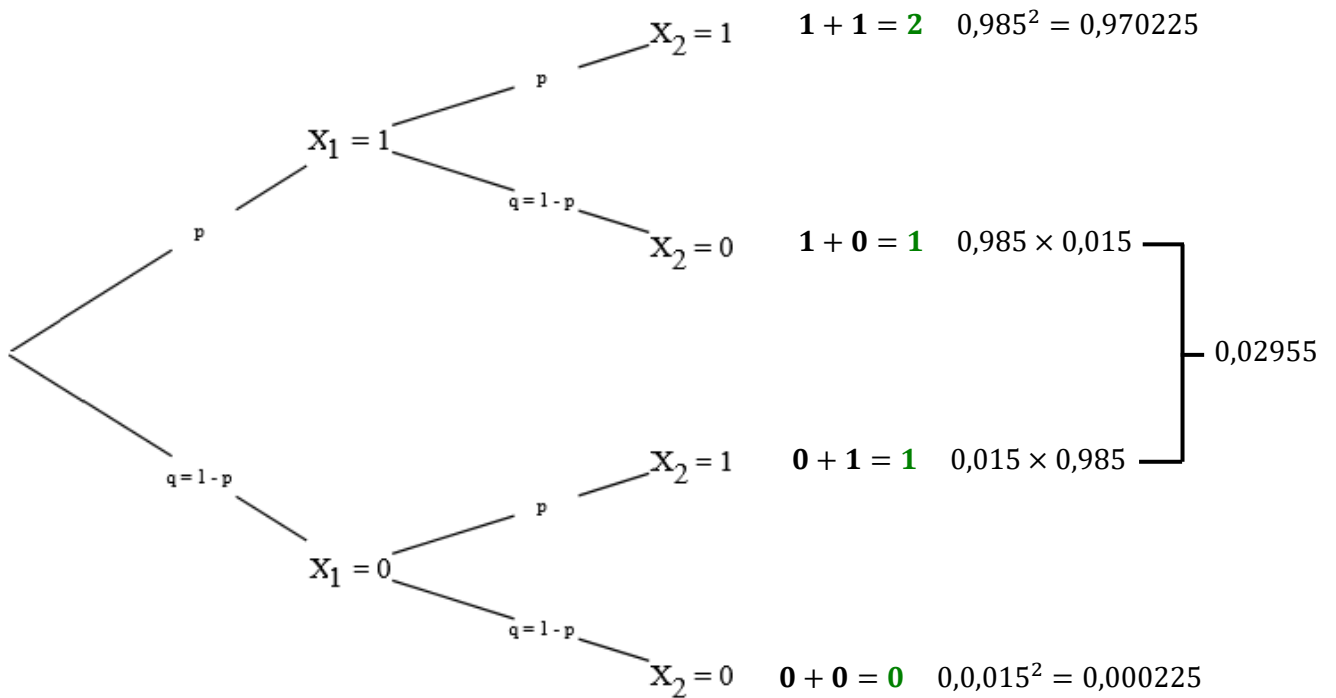 X₂ = 1 1 + 1 = 2 0,985² = 0,970225
p
X₁ = 1
q = 1 - p
p
X₂ = 0 1 + 0 = 1 0,985 × 0,015
0,02955
X₂ = 1 0 + 1 = 1 0,015 × 0,985
q = 1 - p
p
X₁ = 0
q = 1 - p
X₂ = 0 0 + 0 = 0 0,0,015² = 0,000225